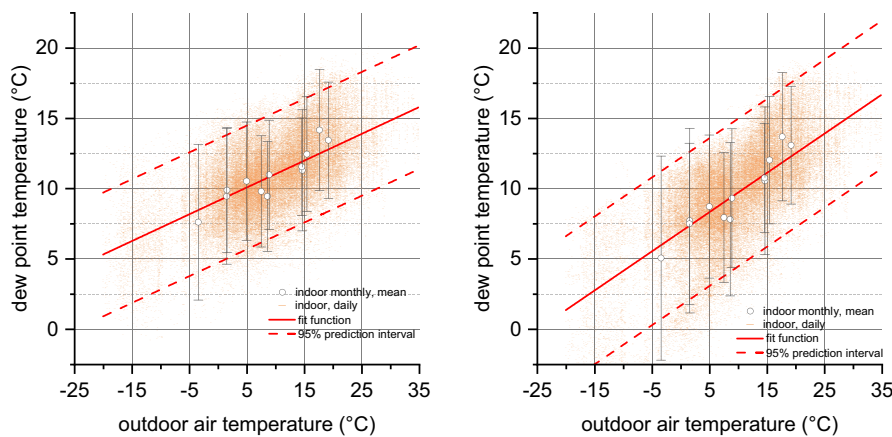 20
15
10
5
0
dew point temperature (°C)
indoor monthly, mean
indoor, daily
fit function
95% prediction interval
-25 -15 -5 5 15 25 35
outdoor air temperature (°C)
20
15
10
5
0
dew point temperature (°C)
indoor monthly, mean
indoor, daily
fit function
95% prediction interval
-25 -15 -5 5 15 25 35
outdoor air temperature (°C)